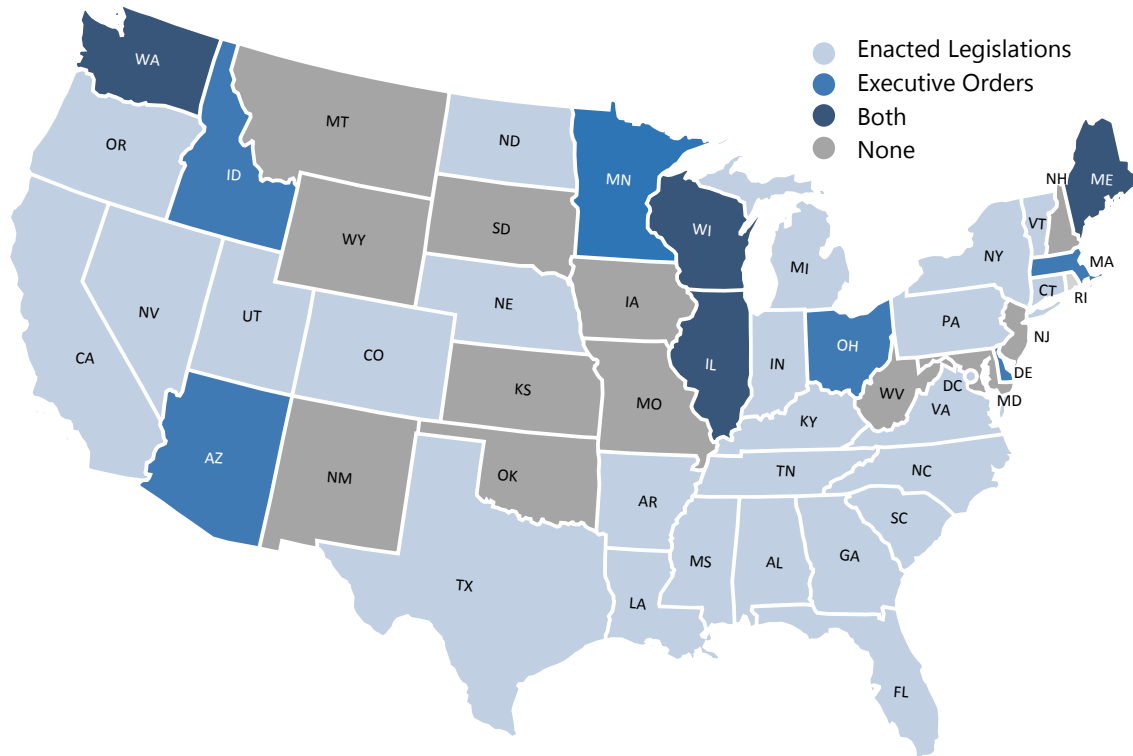 Enacted Legislations
Executive Orders
Both
None
WA
MT
ND
MN
OR
ID
WY
SD
WI
MI
NH
ME
VT
NY
MA
CT
RI
NV
UT
NE
IA
PA
NJ
CA
CO
KS
MO
IL
IN
OH
WV
DC
DE
MD
VA
KY
AZ
NM
OK
AR
TN
NC
SC
TX
LA
MS
AL
GA
FL